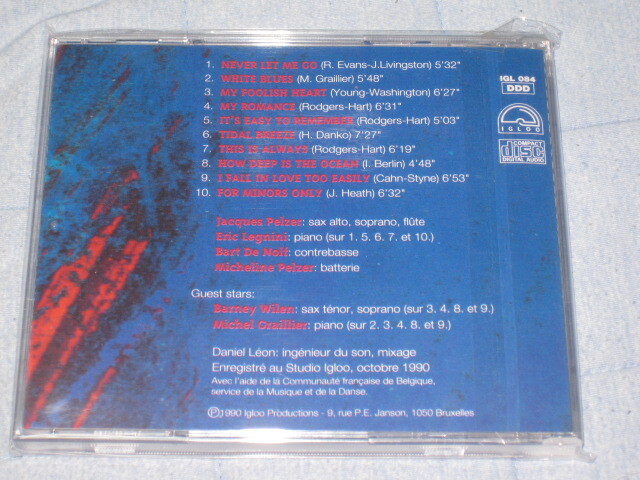 1. NEVER LET ME GO (R. Evans-J.Livingston) 5'32"
2. WHITE BLUES (M. Graillier) 5'48"
3. MY FOOLISH HEART (Young-Washington) 6'27"
4. MY ROMANCE (Rodgers-Hart) 6'31"
5. IT'S EASY TO REMEMBER (Rodgers-Hart) 5'03
6. TIDAL BREEZE (H. Danko) 7'27"
7. THIS IS ALWAYS (Rodgers-Hart) 6'19"
8. HOW DEEP IS THE OCEAN (I. Berlin) 4'48"
9. I FALL IN LOVE TOO EASILY (Cahn-Styne) 6'53"
10. FOR MINORS ONLY (J. Heath) 6'32"
IGL 084
DDD
IGLOO
COMPACT
disc
DIGITAL AUDIO
Jacques Pelzer: sax alto, soprano, flûte
Eric Legnini: piano (sur 1. 5. 6. 7. et 10.)
Bart De Nolf: contrebasse
Micheline Pelzer: batterie
Guest stars:
Barney Wilen: sax ténor, soprano (sur 3. 4. 8. et 9.)
Michel Graillier: piano (sur 2. 3. 4. 8. et 9.)
Daniel Léon: ingénieur du son, mixage
Enregistré au Studio Igloo, octobre 1990
Avec l'aide de la Communauté française de Belgique,
service de la Musique et de la Danse.
℗1990 Igloo Productions - 9, rue P.E. Janson, 1050 Bruxelles